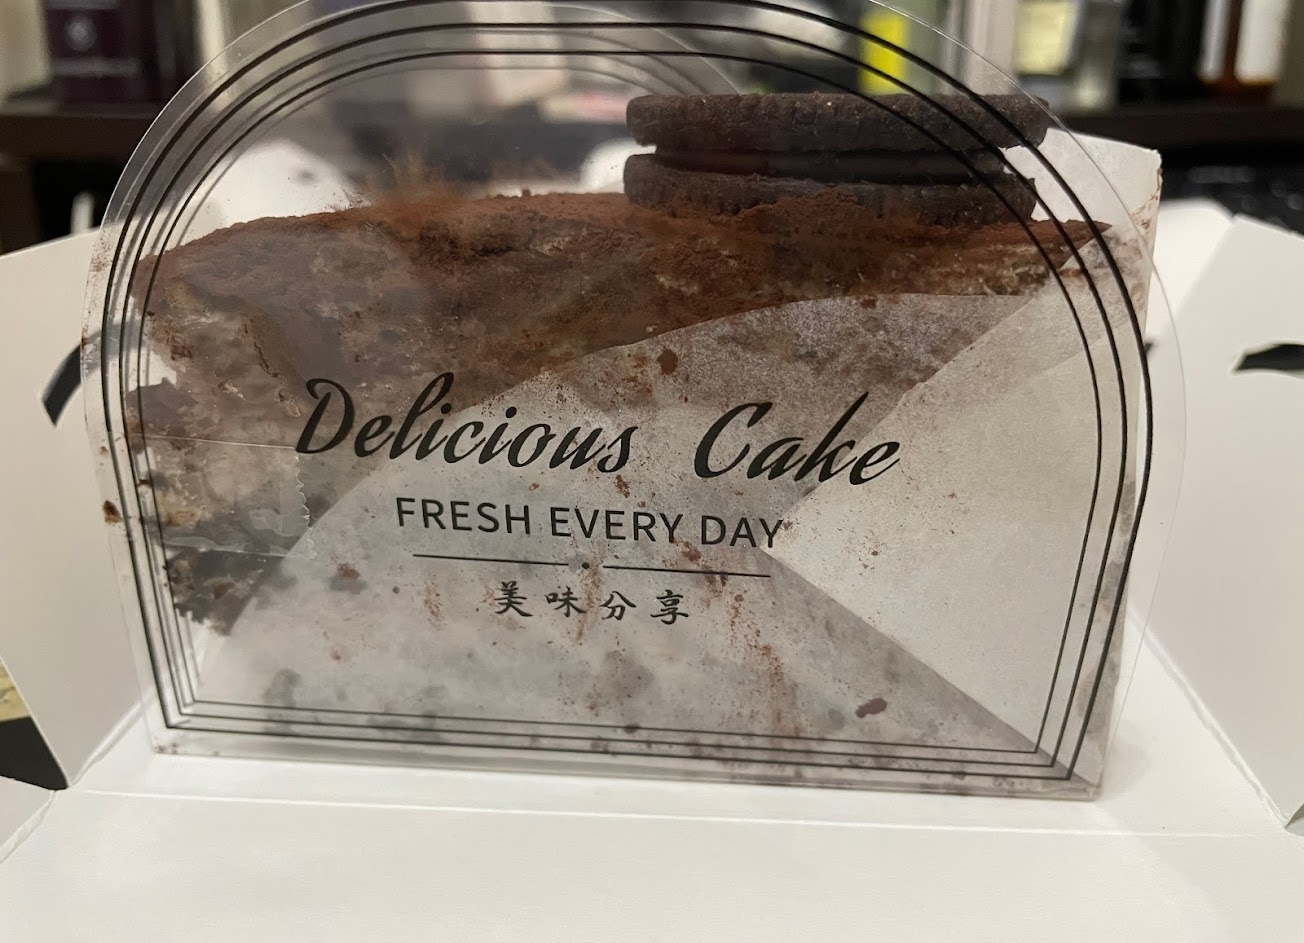 Delicious Cake
FRESH EVERY DAY
美味分享